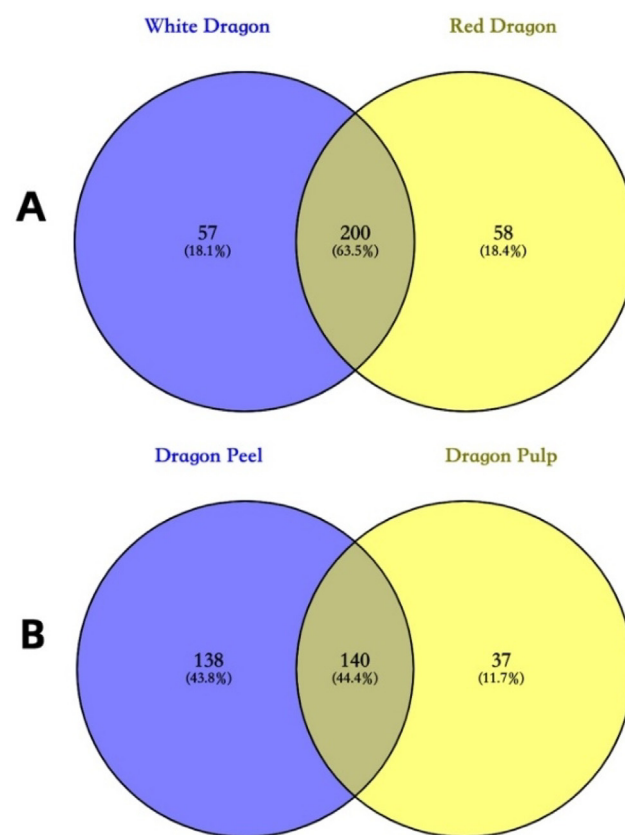 White Dragon Red Dragon
A
57 200 58
(18.1%) (63.5%) (18.4%)
Dragon Peel Dragon Pulp
B
138 140 37
(43.8%) (44.4%) (11.7%)